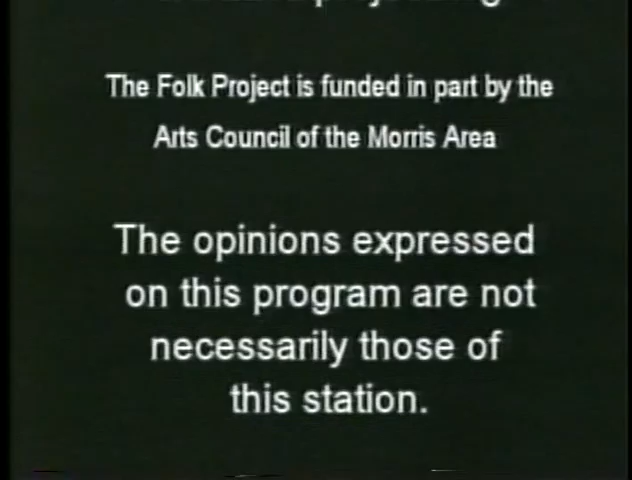 The Folk Project is funded in part by the
Arts Council of the Morris Area
The opinions expressed
on this program are not
necessarily those of
this station.